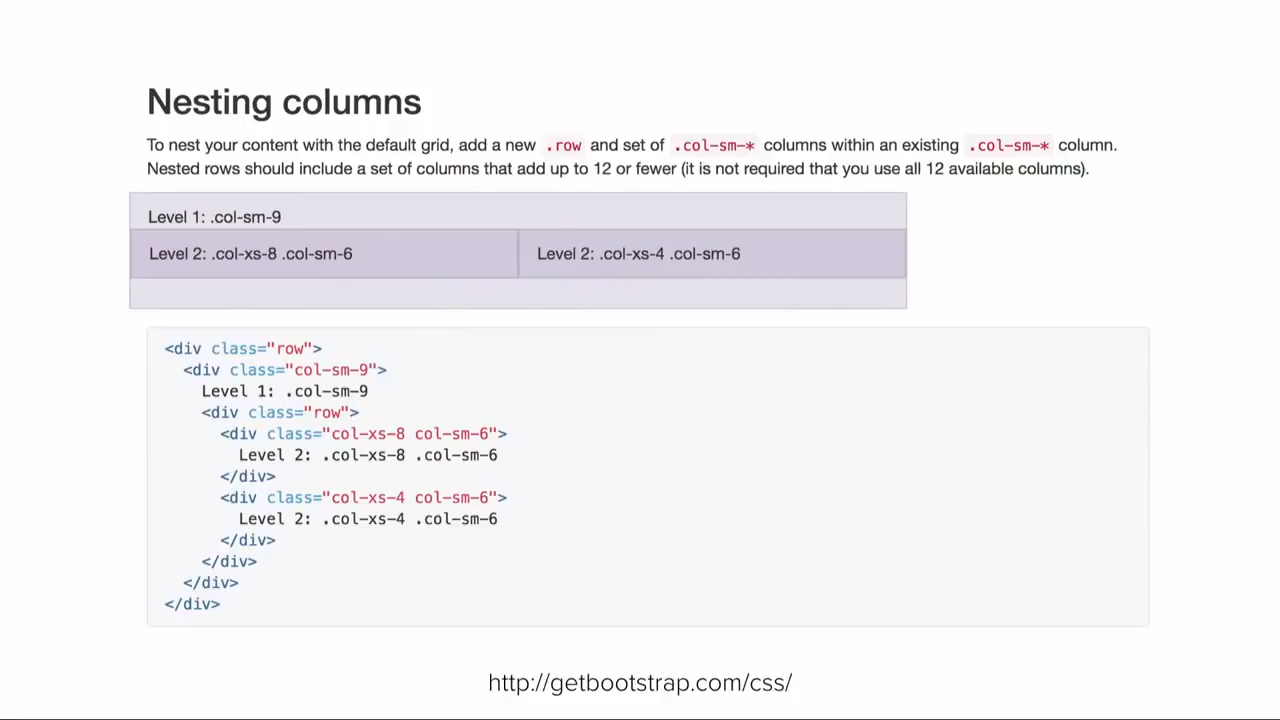 Nesting columns
To nest your content with the default grid, add a new .row and set of .col-sm-* columns within an existing .col-sm-* column.
Nested rows should include a set of columns that add up to 12 or fewer (it is not required that you use all 12 available columns).
Level 1: .col-sm-9
Level 2: .col-xs-8 .col-sm-6 Level 2: .col-xs-4 .col-sm-6
<div class="row">
  <div class="col-sm-9">
    Level 1: .col-sm-9
    <div class="row">
      <div class="col-xs-8 col-sm-6">
        Level 2: .col-xs-8 .col-sm-6
      </div>
      <div class="col-xs-4 col-sm-6">
        Level 2: .col-xs-4 .col-sm-6
      </div>
    </div>
  </div>
</div>
http://getbootstrap.com/css/